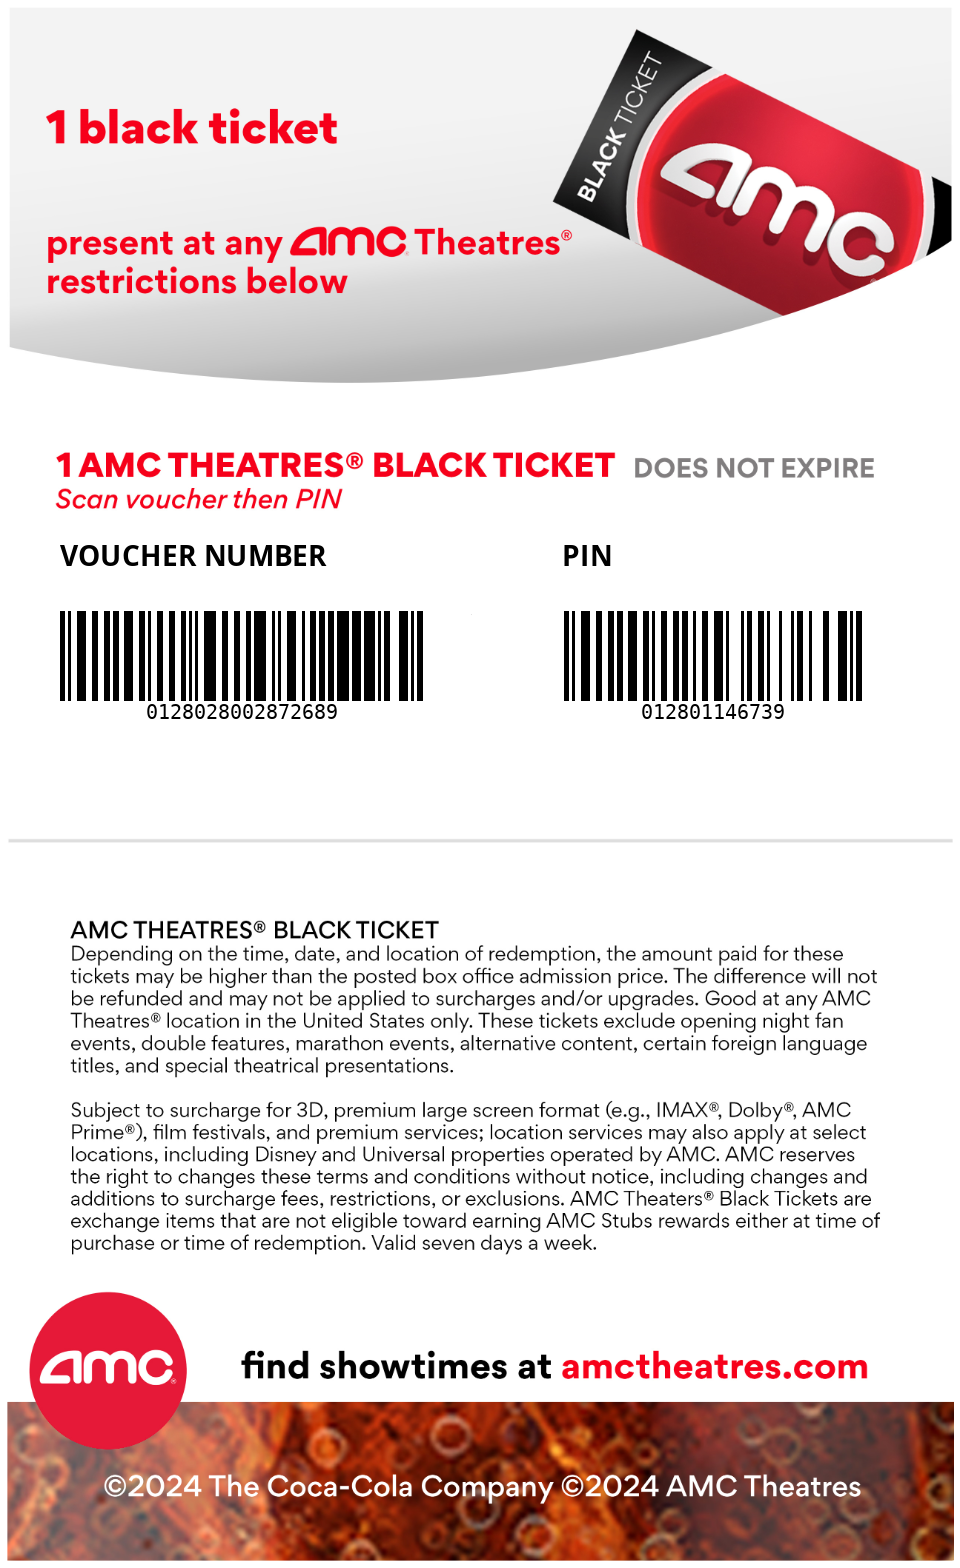 1 black ticket
BLACK TICKET
amc
present at any amc Theatres®
restrictions below
1 AMC THEATRES® BLACK TICKET DOES NOT EXPIRE
Scan voucher then PIN
VOUCHER NUMBER PIN
0128028002872689 012801146739
AMC THEATRES® BLACK TICKET
Depending on the time, date, and location of redemption, the amount paid for these
tickets may be higher than the posted box office admission price. The difference will not
be refunded and may not be applied to surcharges and/or upgrades. Good at any AMC
Theatres® location in the United States only. These tickets exclude opening night fan
events, double features, marathon events, alternative content, certain foreign language
titles, and special theatrical presentations.
Subject to surcharge for 3D, premium large screen format (e.g., IMAX®, Dolby®, AMC
Prime®), film festivals, and premium services; location services may also apply at select
locations, including Disney and Universal properties operated by AMC. AMC reserves
the right to changes these terms and conditions without notice, including changes and
additions to surcharge fees, restrictions, or exclusions. AMC Theaters® Black Tickets are
exchange items that are not eligible toward earning AMC Stubs rewards either at time of
purchase or time of redemption. Valid seven days a week.
amc®
find showtimes at amctheatres.com
©2024 The Coca-Cola Company ©2024 AMC Theatres